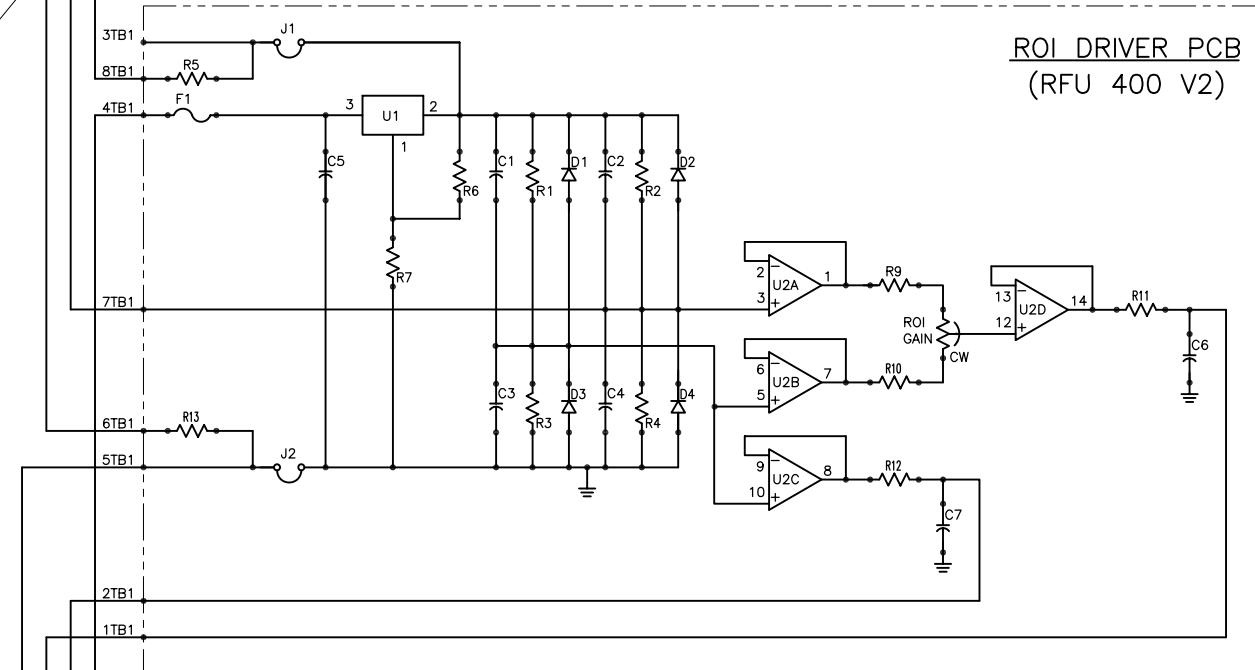 ROI DRIVER PCB
(RFU 400 V2)
3TB1
J1
8TB1
R5
4TB1
F1
3
U1
2
1
C5
R6
C1
R1
D1
C2
R2
D2
R7
7TB1
2
3
U2A
1
R9
ROI
GAIN
CW
13
12
U2D
14
R11
C6
6
5
U2B
7
R10
C3
R3
D3
C4
R4
D4
6TB1
R13
5TB1
J2
9
10
U2C
8
R12
C7
2TB1
1TB1
− + − + − + − +